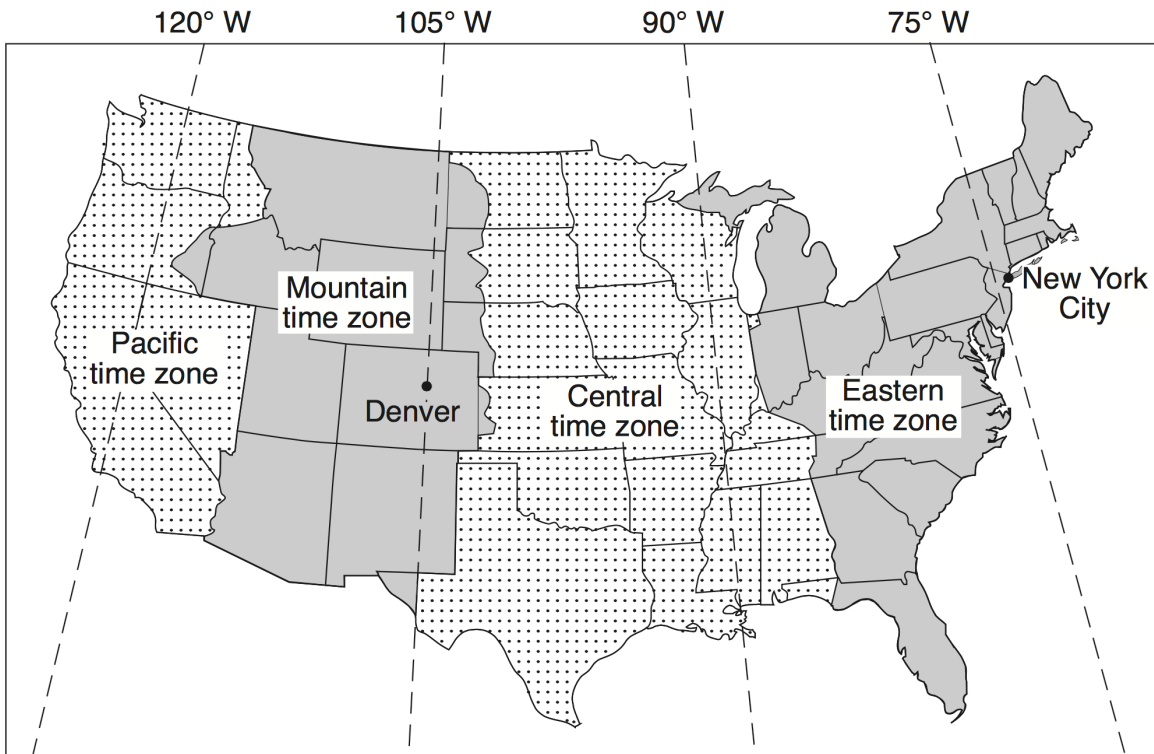 120° W
105° W
90° W
75° W
Mountain
time zone
New York
City
Pacific
time zone
Denver
Central
time zone
Eastern
time zone